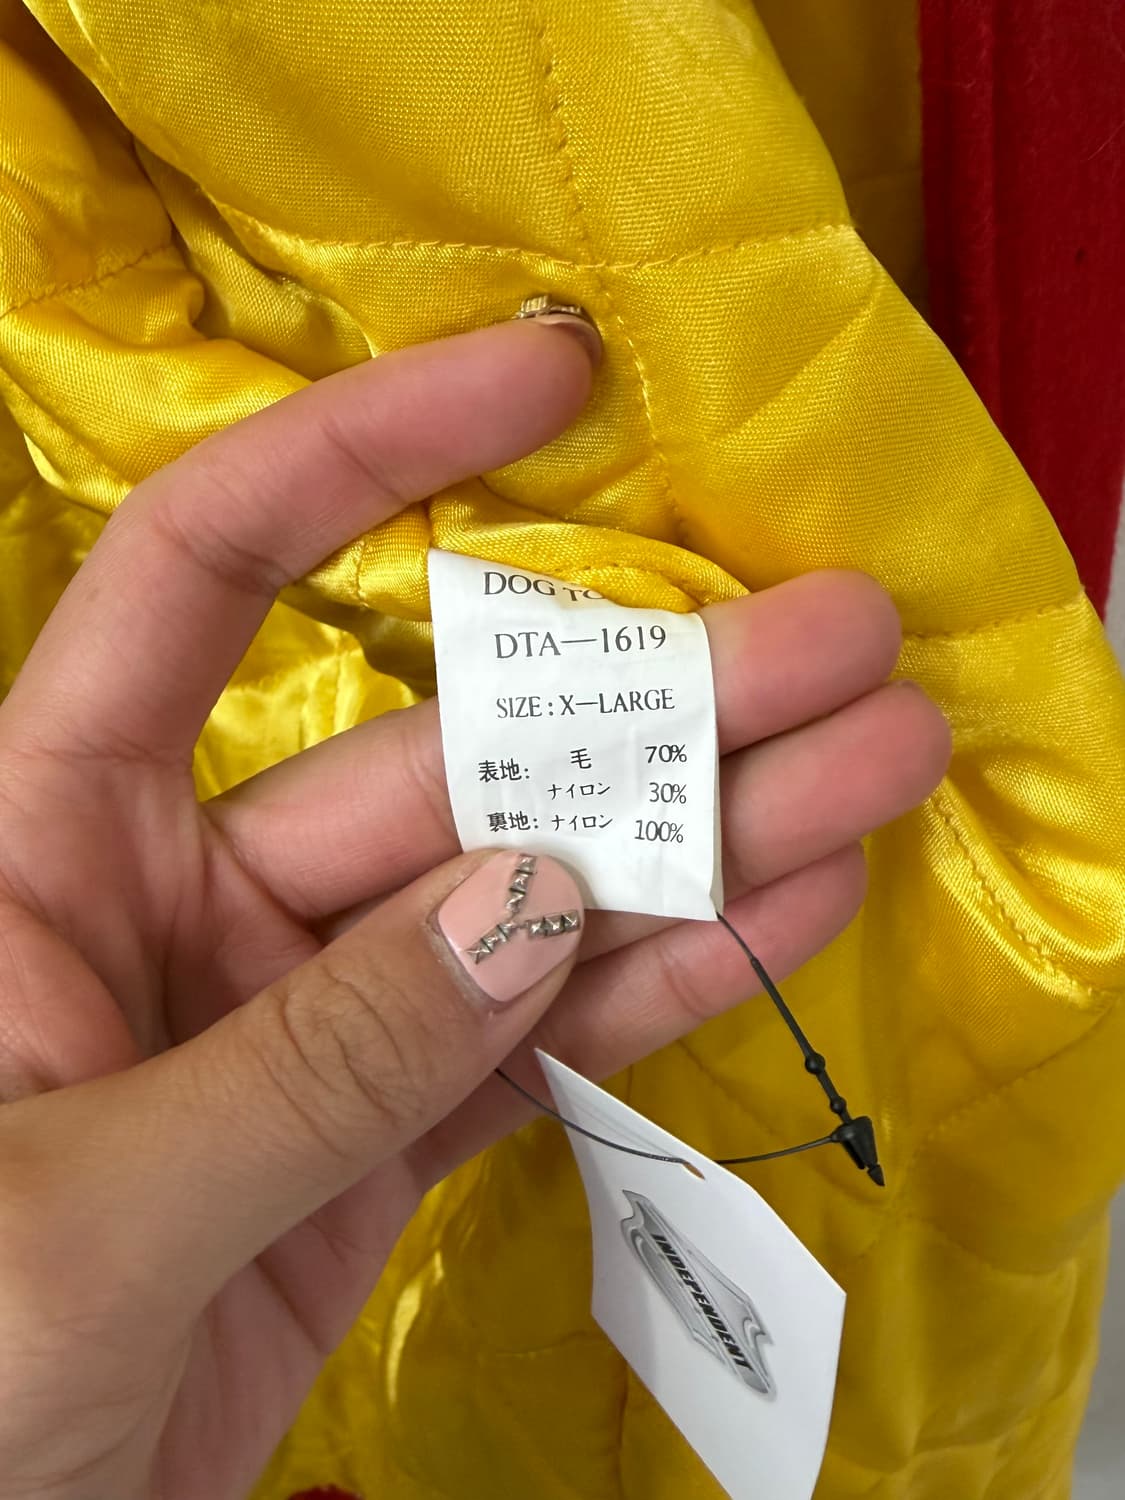 DOG
DTA—1619
SIZE:X—LARGE
表地: 毛 70%
ナイロン 30%
裏地: ナイロン 100%
INDEPENDENT